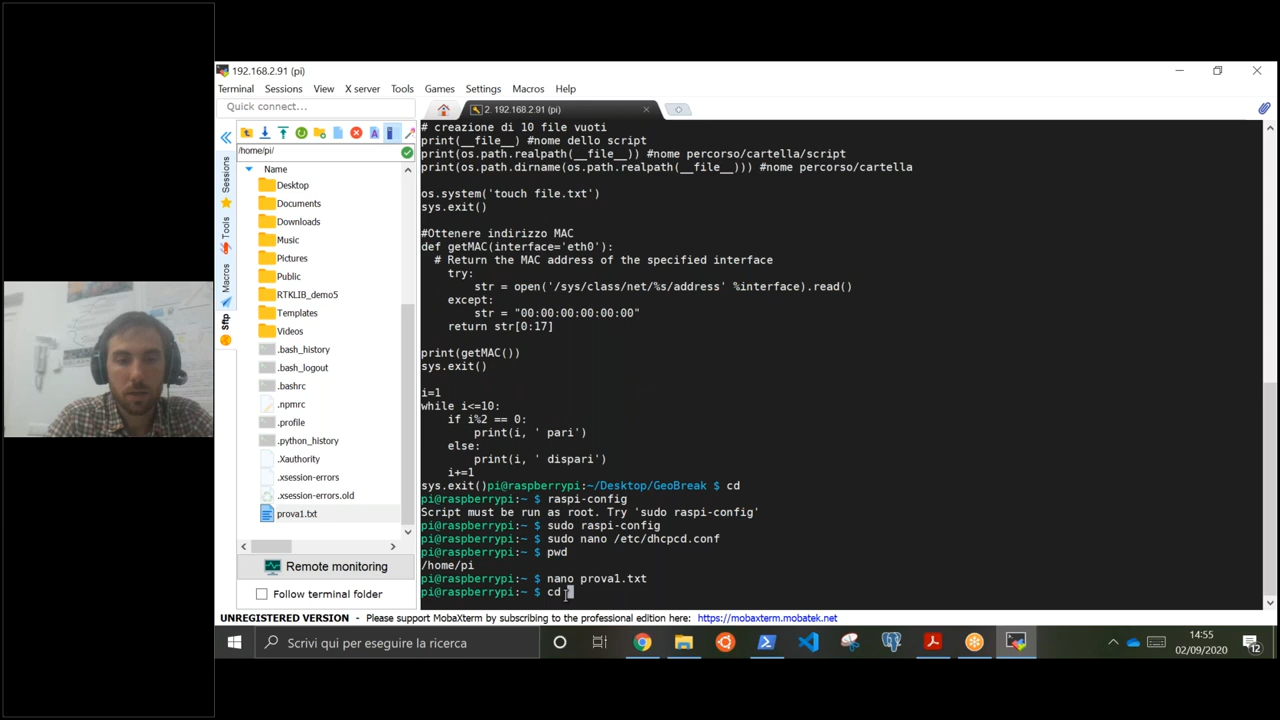 192.168.2.91 (pi)
Terminal Sessions View X server Tools Games Settings Macros Help
Quick connect...
2. 192.168.2.91 (pi)
/home/pi/
Name
Desktop
Documents
Downloads
Music
Pictures
Public
RTKLIB_demo5
Templates
Videos
.bash_history
.bash_logout
.bashrc
.npmrc
.profile
.python_history
.Xauthority
.xsession-errors
.xsession-errors.old
prova1.txt
Sessions
Tools
Macros
Sftp
Remote monitoring
Follow terminal folder
# creazione di 10 file vuoti
print(__file__) #nome dello script
print(os.path.realpath(__file__)) #nome percorso/cartella/script
print(os.path.dirname(os.path.realpath(__file__))) #nome percorso/cartella
os.system('touch file.txt')
sys.exit()
#Ottenere indirizzo MAC
def getMAC(interface='eth0'):
# Return the MAC address of the specified interface
try:
str = open('/sys/class/net/%s/address' %interface).read()
except:
str = "00:00:00:00:00:00"
return str[0:17]
print(getMAC())
sys.exit()
i=1
while i<=10:
if i%2 == 0:
print(i, ' pari')
else:
print(i, ' dispari')
i+=1
sys.exit()pi@raspberrypi:~/Desktop/GeoBreak $ cd
pi@raspberrypi:~ $ raspi-config
Script must be run as root. Try 'sudo raspi-config'
pi@raspberrypi:~ $ sudo raspi-config
pi@raspberrypi:~ $ sudo nano /etc/dhcpcd.conf
pi@raspberrypi:~ $ pwd
/home/pi
pi@raspberrypi:~ $ nano prova1.txt
pi@raspberrypi:~ $ cd
UNREGISTERED VERSION - Please support MobaXterm by subscribing to the professional edition here: https://mobaxterm.mobatek.net
Scrivi qui per eseguire la ricerca
14:55
02/09/2020
12